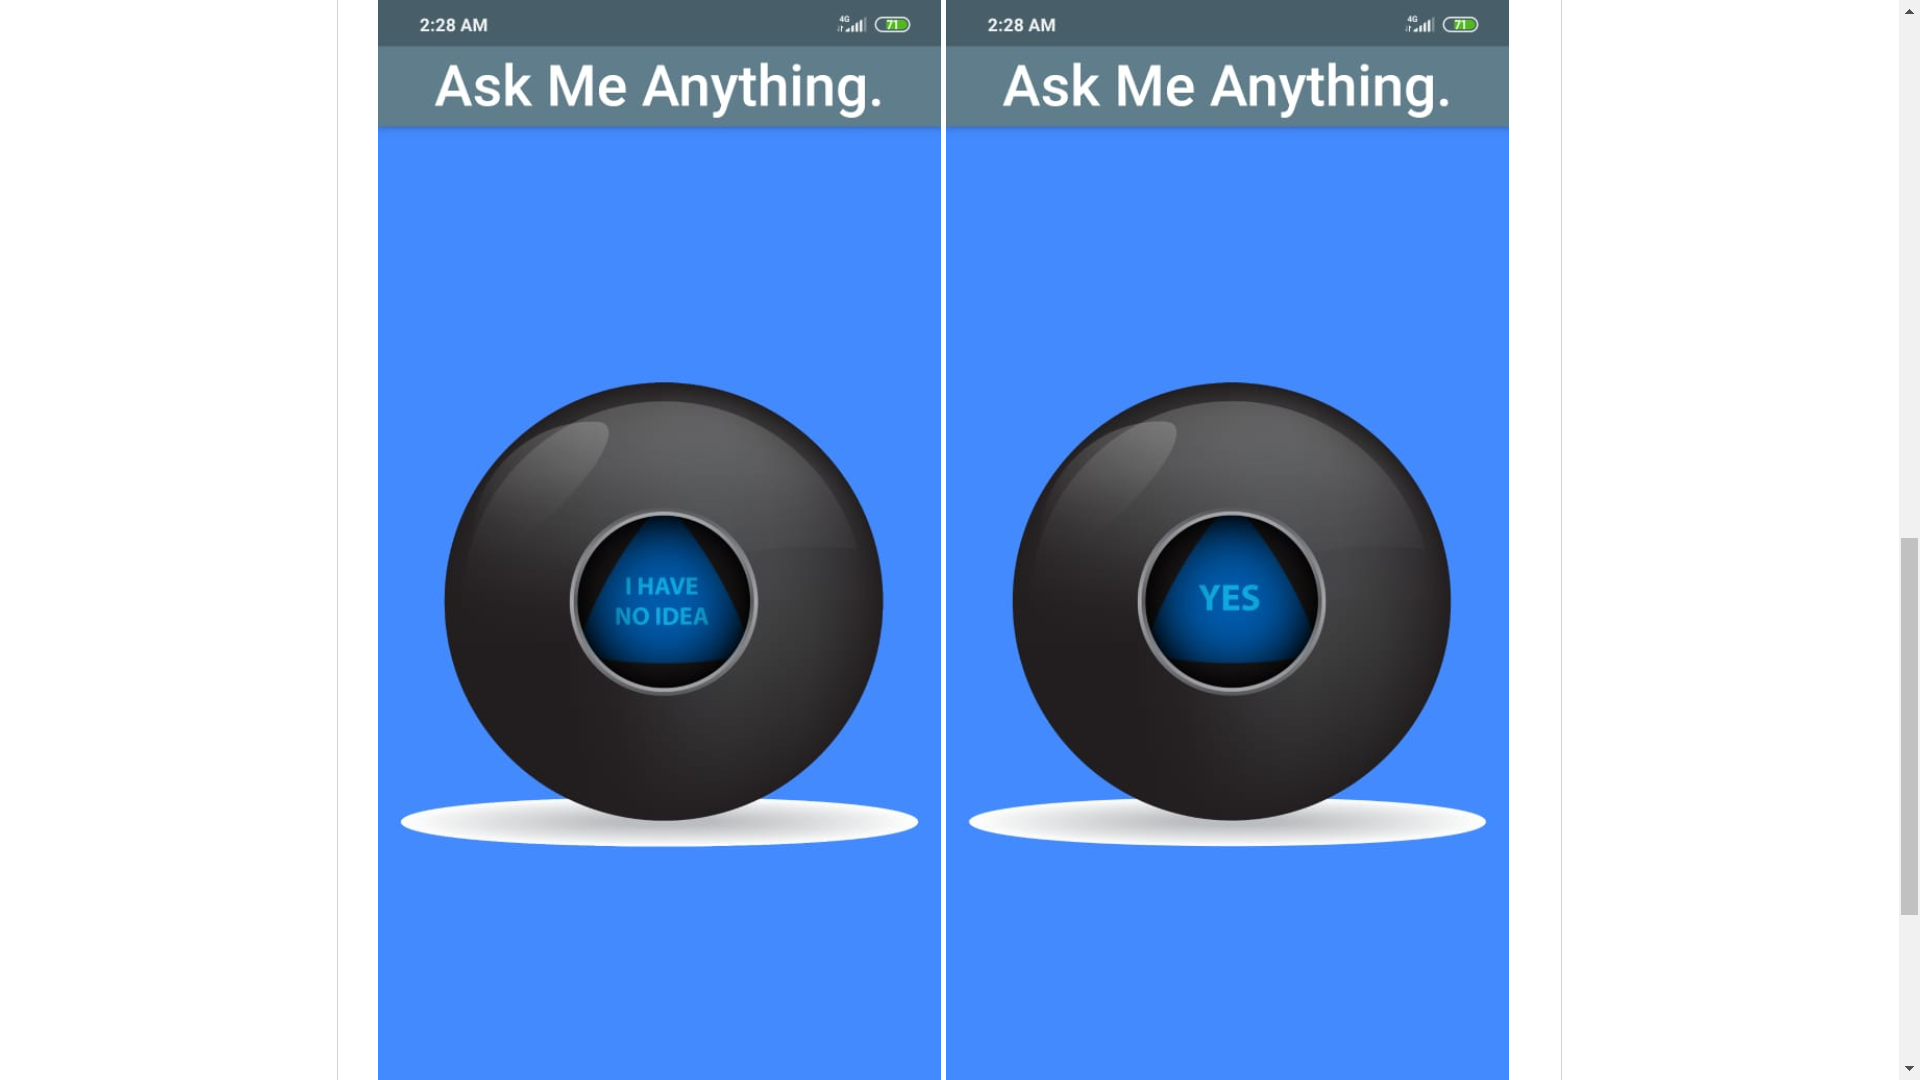 2:28 AM
4G
71
Ask Me Anything.
I HAVE
NO IDEA
2:28 AM
4G
71
Ask Me Anything.
YES